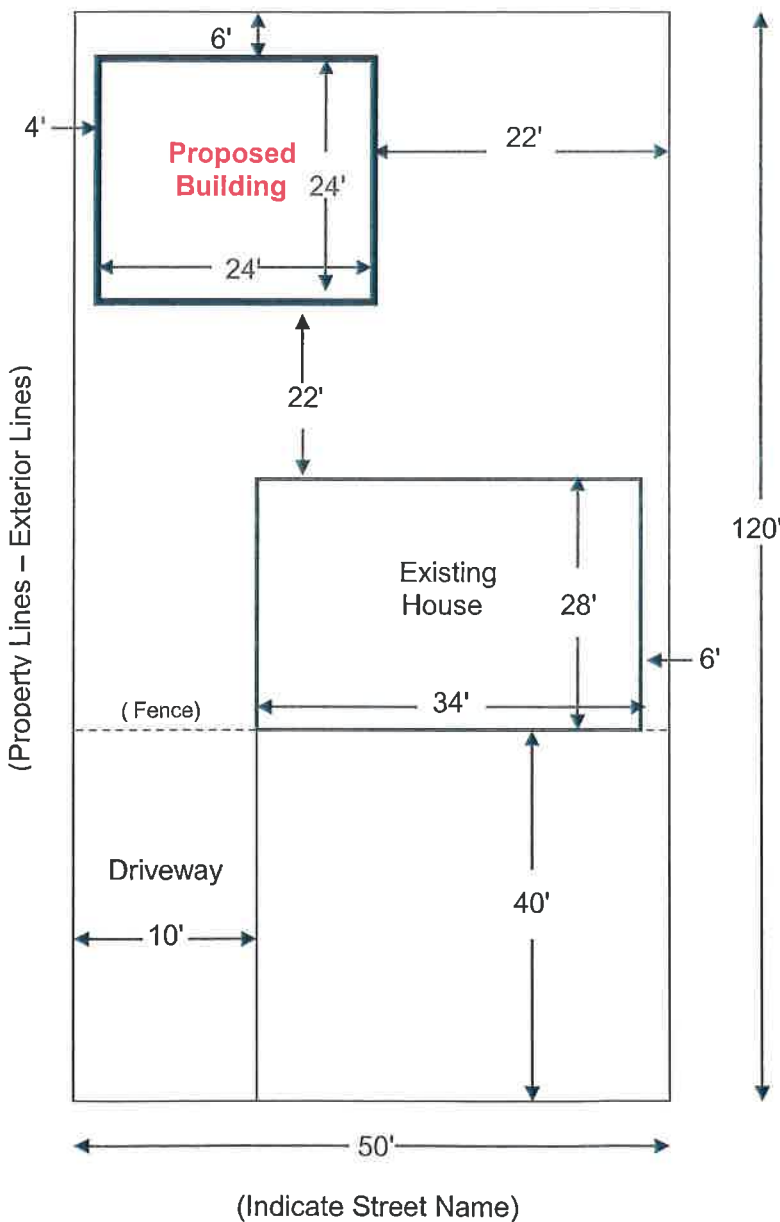 6'
4'
Proposed
Building
24'
22'
24'
22'
(Property Lines – Exterior Lines)
120'
Existing
House
28'
6'
34'
( Fence)
Driveway
40'
10'
50'
(Indicate Street Name)